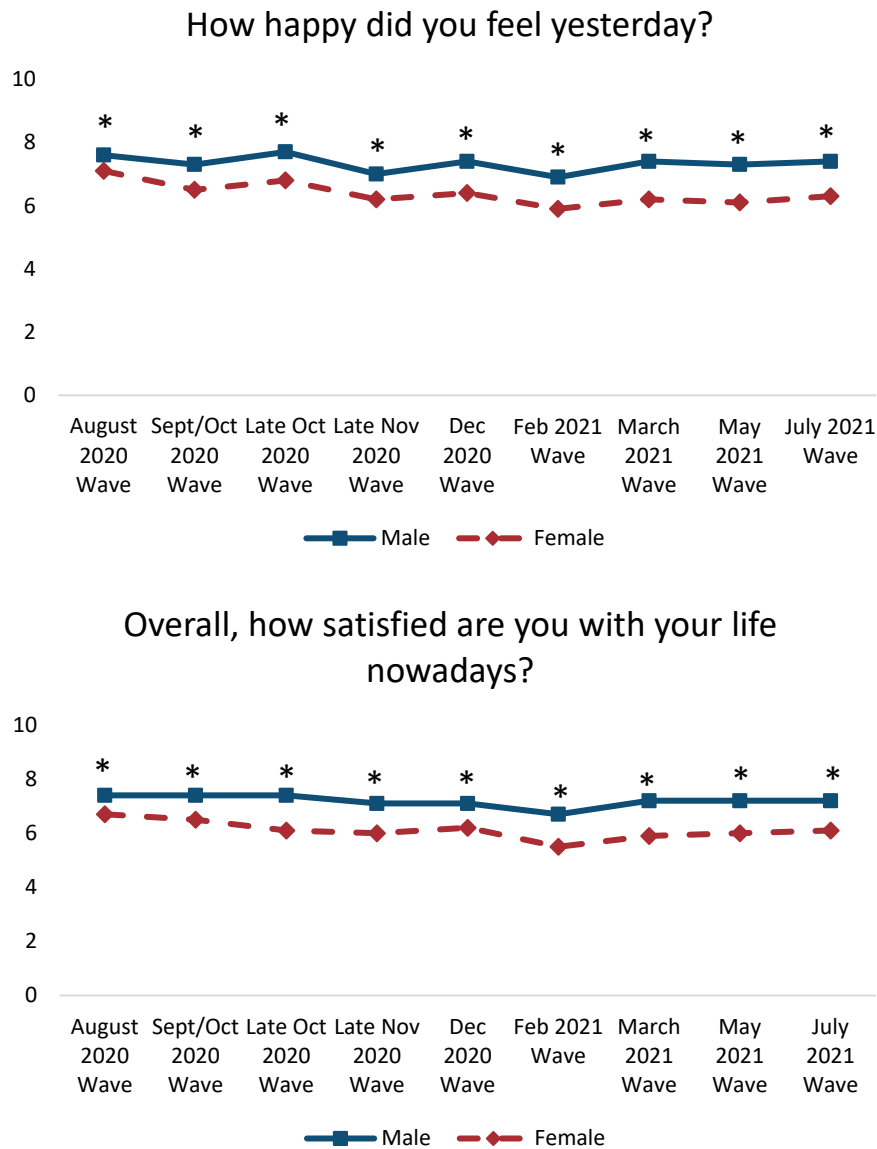 How happy did you feel yesterday?
10
8
6
4
2
0
* * * * * * * * *
August 2020 Wave
Sept/Oct 2020 Wave
Late Oct 2020 Wave
Late Nov 2020 Wave
Dec 2020 Wave
Feb 2021 Wave
March 2021 Wave
May 2021 Wave
July 2021 Wave
Male Female
Overall, how satisfied are you with your life
nowadays?
10
8
6
4
2
0
* * * * * * * * *
August 2020 Wave
Sept/Oct 2020 Wave
Late Oct 2020 Wave
Late Nov 2020 Wave
Dec 2020 Wave
Feb 2021 Wave
March 2021 Wave
May 2021 Wave
July 2021 Wave
Male Female